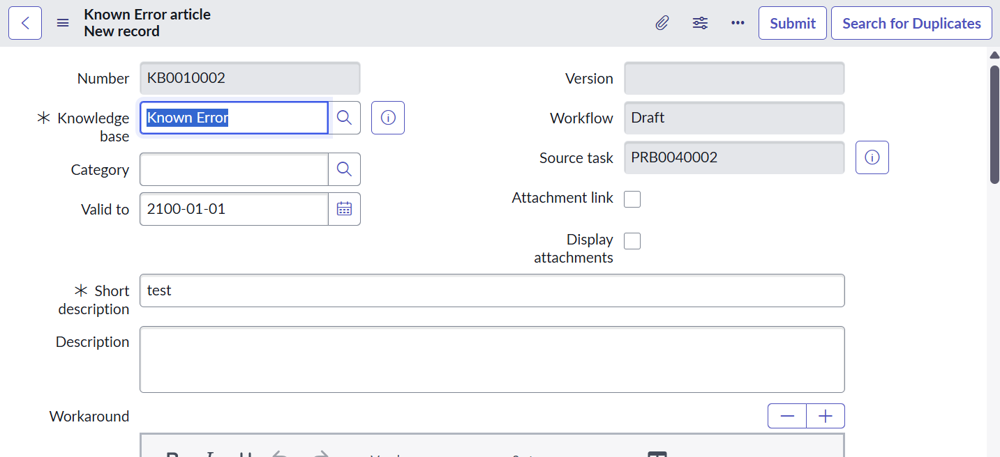 Known Error article
New record
Submit
Search for Duplicates
Number
KB0010002
Knowledge
base
Known Error
Category
Valid to
2100-01-01
Version
Workflow
Draft
Source task
PRB0040002
Attachment link
Display
attachments
Short
description
test
Description
Workaround